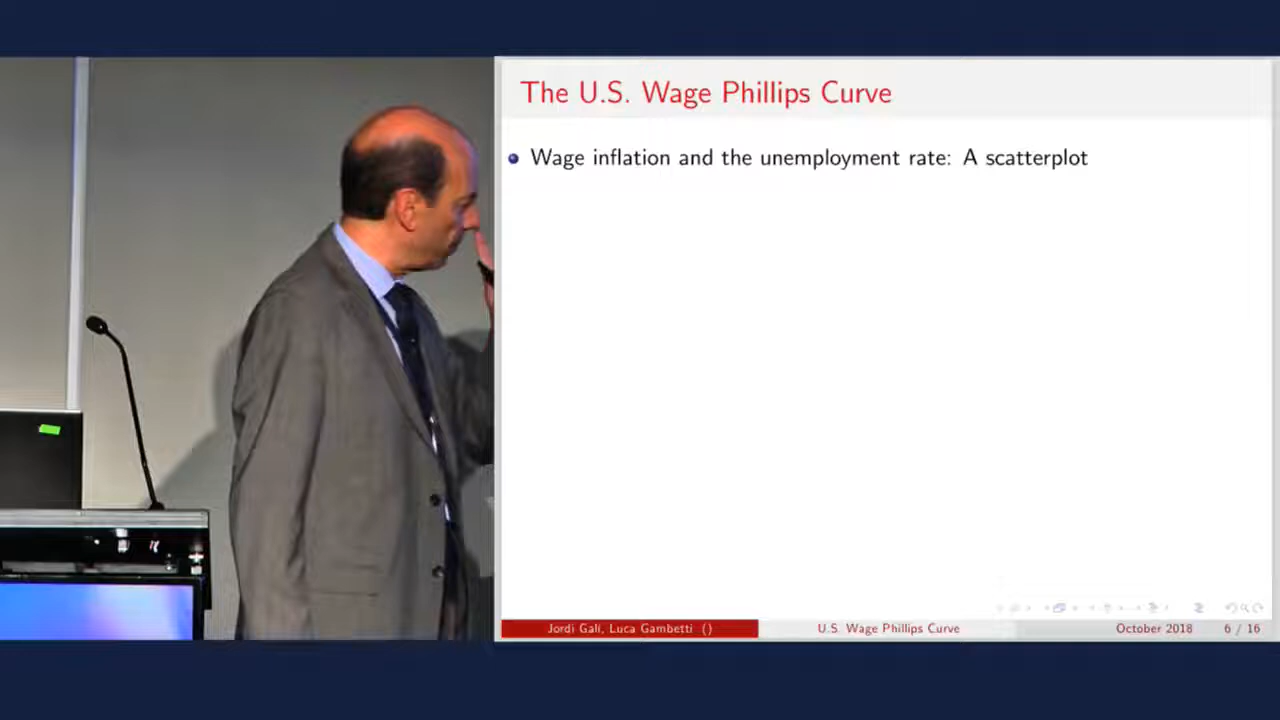 The U.S. Wage Phillips Curve
Wage inflation and the unemployment rate: A scatterplot
Jordi Galí, Luca Gambetti ()
U.S. Wage Phillips Curve
October 2018
6 / 16